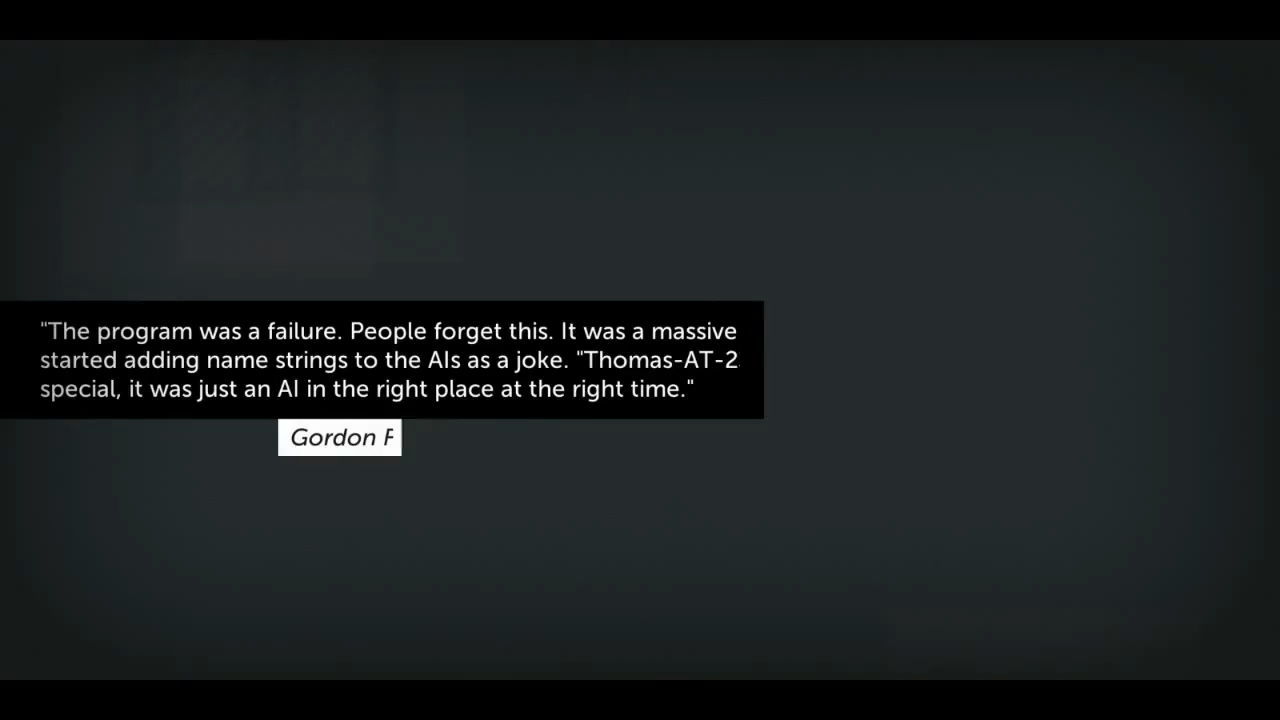 "The program was a failure. People forget this. It was a massive
started adding name strings to the AIs as a joke. "Thomas-AT-2
special, it was just an AI in the right place at the right time."
Gordon F